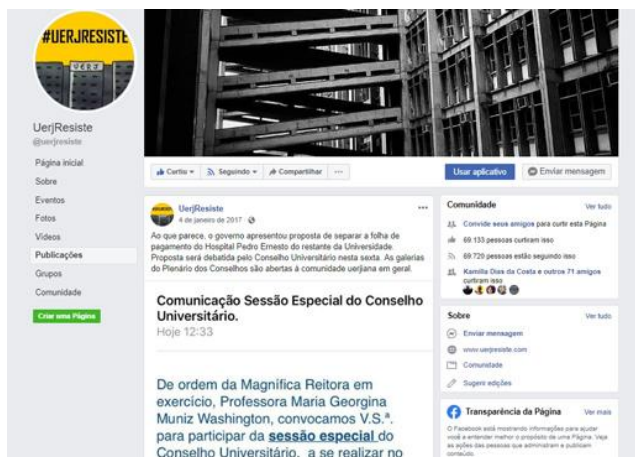 #UERJRESISTE
UERJ
UerjResiste
@uerjresiste
Página inicial
Sobre
Eventos
Fotos
Vídeos
Publicações
Grupos
Comunidade
Criar uma Página
Curtiu
Seguindo
Compartilhar
Usar aplicativo
Enviar mensagem
UerjResiste
4 de janeiro de 2017
Ao que parece, o governo apresentou proposta de separar a folha de
pagamento do Hospital Pedro Ernesto do restante da Universidade.
Proposta será debatida pelo Conselho Universitário nesta sexta. As galerias
do Plenário dos Conselhos são abertas à comunidade uerjiana em geral.
Comunicação Sessão Especial do Conselho
Universitário.
Hoje 12:33
De ordem da Magnífica Reitora em
exercício, Professora Maria Georgina
Muniz Washington, convocamos V.S.ª.
para participar da sessão especial do
Conselho Universitário, a se realizar no
Comunidade
Ver tudo
Convide seus amigos para curtir esta Página
69.133 pessoas curtiram isso
69.720 pessoas estão seguindo isso
Kamilla Dias da Costa e outros 71 amigos
curtiram isso
Sobre
Ver tudo
Enviar mensagem
www.uerjresiste.com
Comunidade
Sugerir edições
Transparência da Página
Ver mais
O Facebook está mostrando informações para ajudar
você a entender melhor o propósito de uma Página. Veja
as ações das pessoas que administram e publicam
conteúdo.